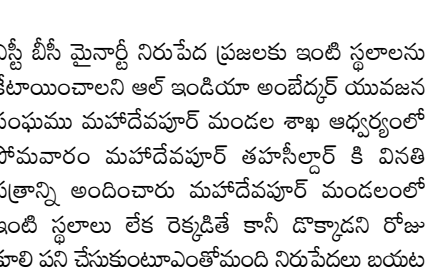 ఎస్టీ బీసీ మైనార్టీ నిరుపేద ప్రజలకు ఇంటి స్థలాలను
కేటాయించాలని ఆల్ ఇండియా అంబేద్కర్ యువజన
సంఘము మహాదేవపూర్ మండల శాఖ ఆధ్వర్యంలో
సోమవారం మహాదేవపూర్ తహసీల్దార్ కి వినతి
పత్రాన్ని అందించారు మహాదేవపూర్ మండలంలో
ఇంటి స్థలాలు లేక రెక్కడితే కానీ డొక్కాడని రోజు
కూలి పని చేసుకుంటూఎంతోమంది నిరుపేదలు బయట